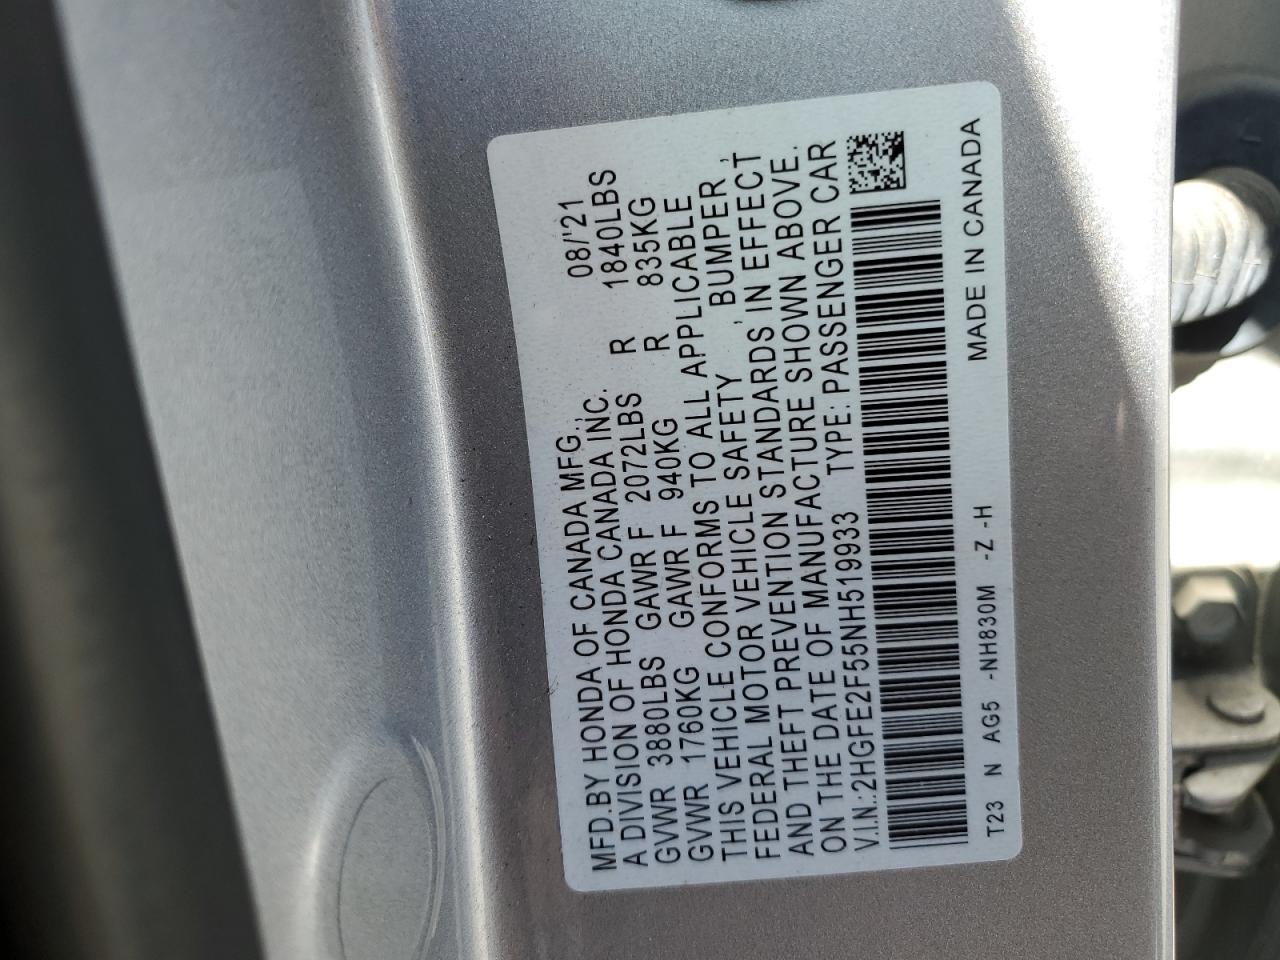 MFD.BY HONDA OF CANADA MFG., 08/'21
A DIVISION OF HONDA CANADA INC.
GVWR 3880LBS GAWR F 2072LBS R 1840LBS
GVWR 1760KG GAWR F 940KG R 835KG
THIS VEHICLE CONFORMS TO ALL APPLICABLE
FEDERAL MOTOR VEHICLE SAFETY, BUMPER,
AND THEFT PREVENTION STANDARDS IN EFFECT
ON THE DATE OF MANUFACTURE SHOWN ABOVE.
V.I.N.:2HGFE2F55NH519933 TYPE: PASSENGER CAR
T23 N AG5 -NH830M -Z -H MADE IN CANADA